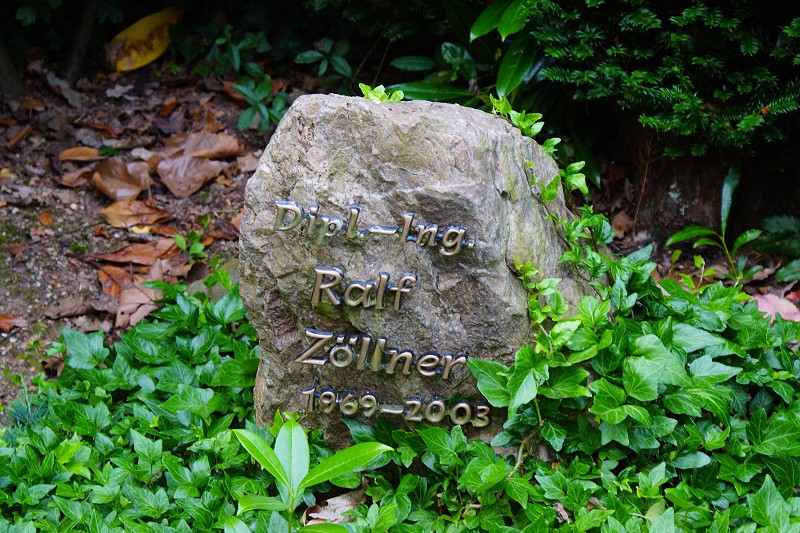 Dipl.-Ing.
Ralf
Zöllner
1969-2003